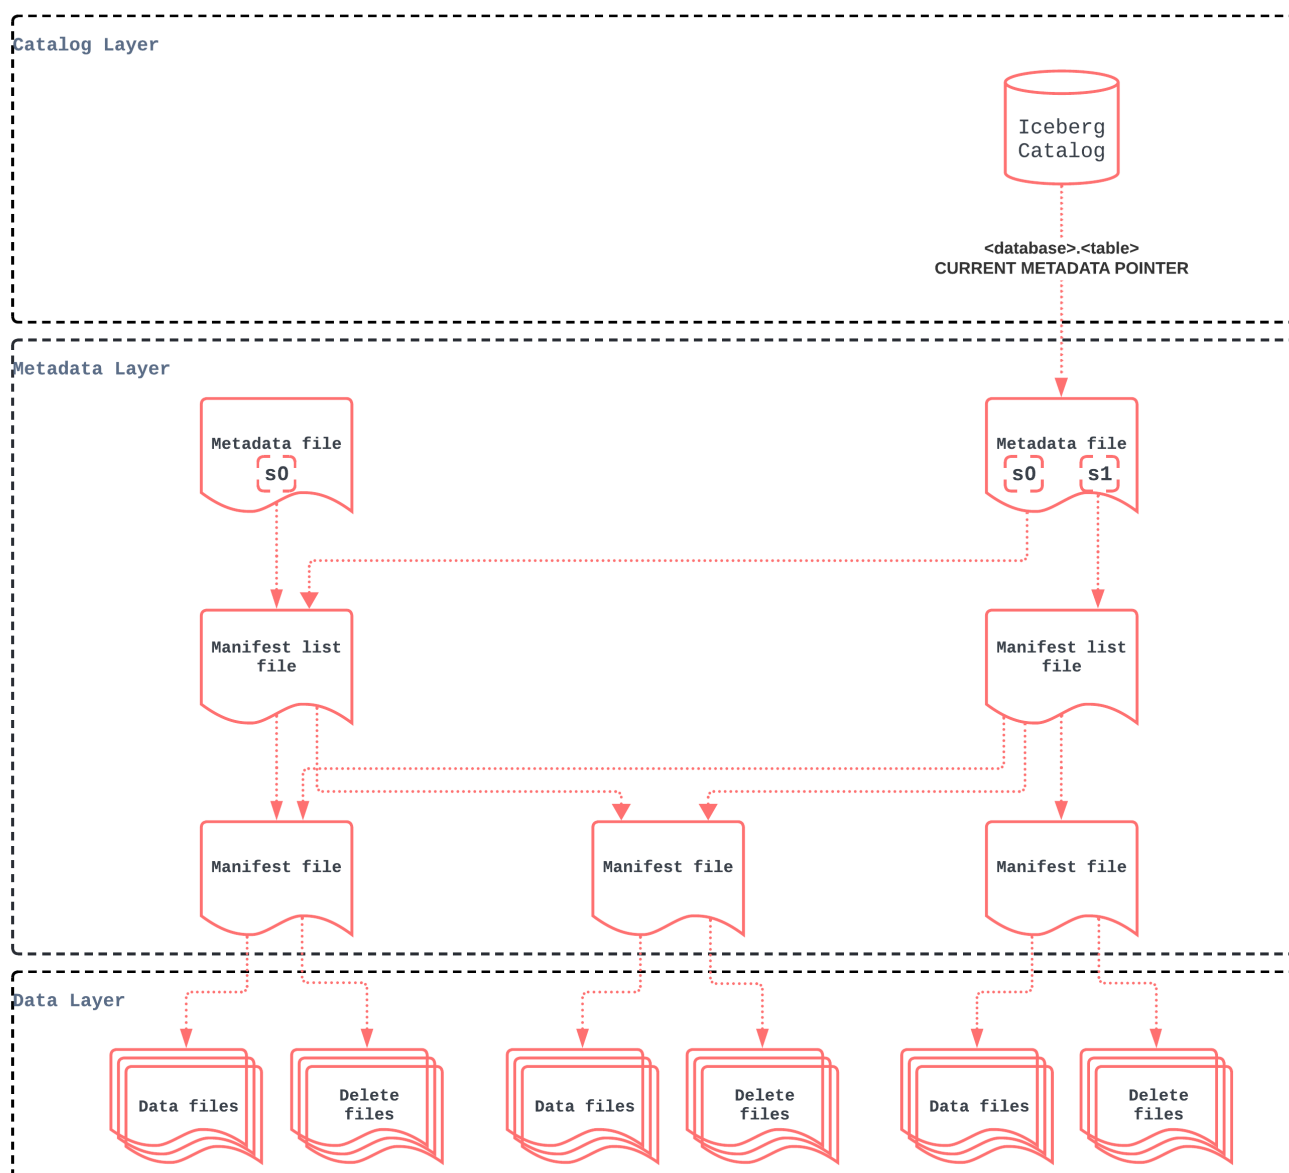 Catalog Layer
Iceberg
Catalog
<database>.<table>
CURRENT METADATA POINTER
Metadata Layer
Metadata file
s0
Metadata file
s0 s1
Manifest list
file
Manifest list
file
Manifest file
Manifest file
Manifest file
Data Layer
Data files
Delete
files
Data files
Delete
files
Data files
Delete
files